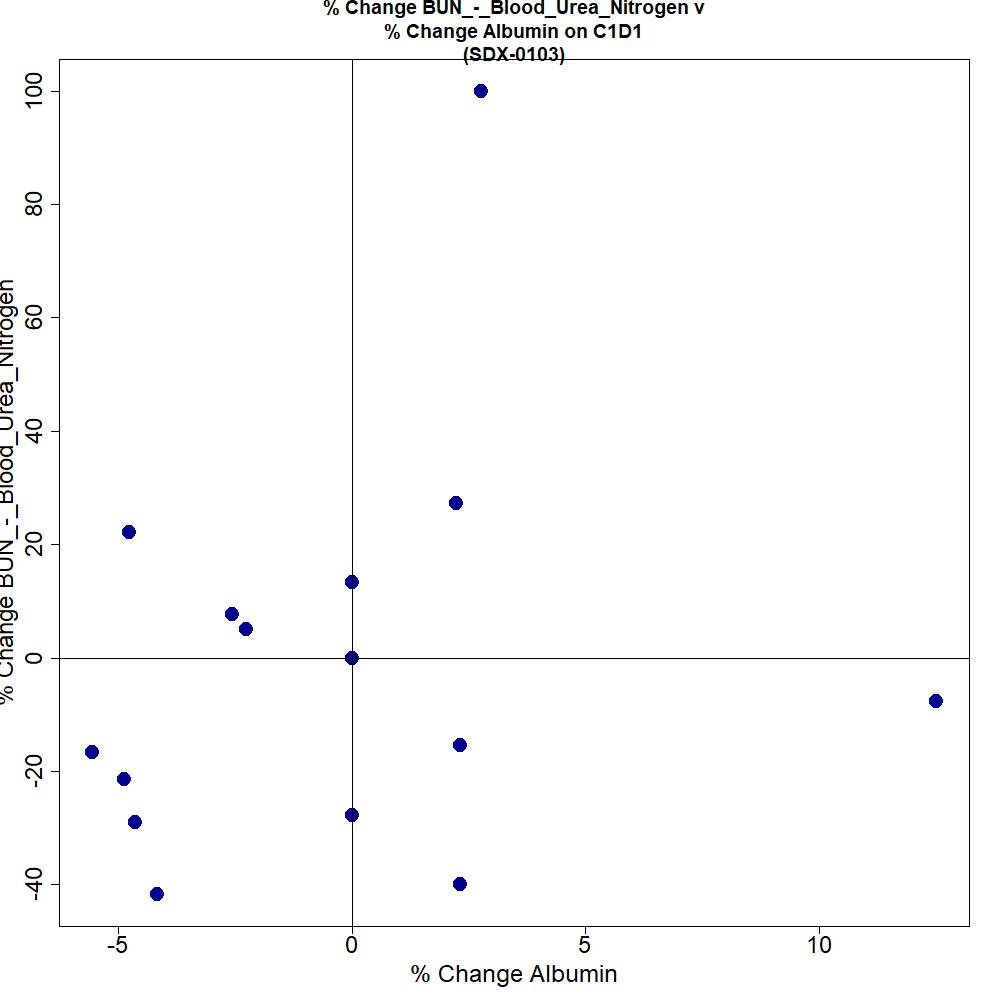 % Change BUN_-_Blood_Urea_Nitrogen v
% Change Albumin on C1D1
(SDX-0103)
% Change BUN_-_Blood_Urea_Nitrogen
100
80
60
40
20
0
-20
-40
-5
0
5
10
% Change Albumin